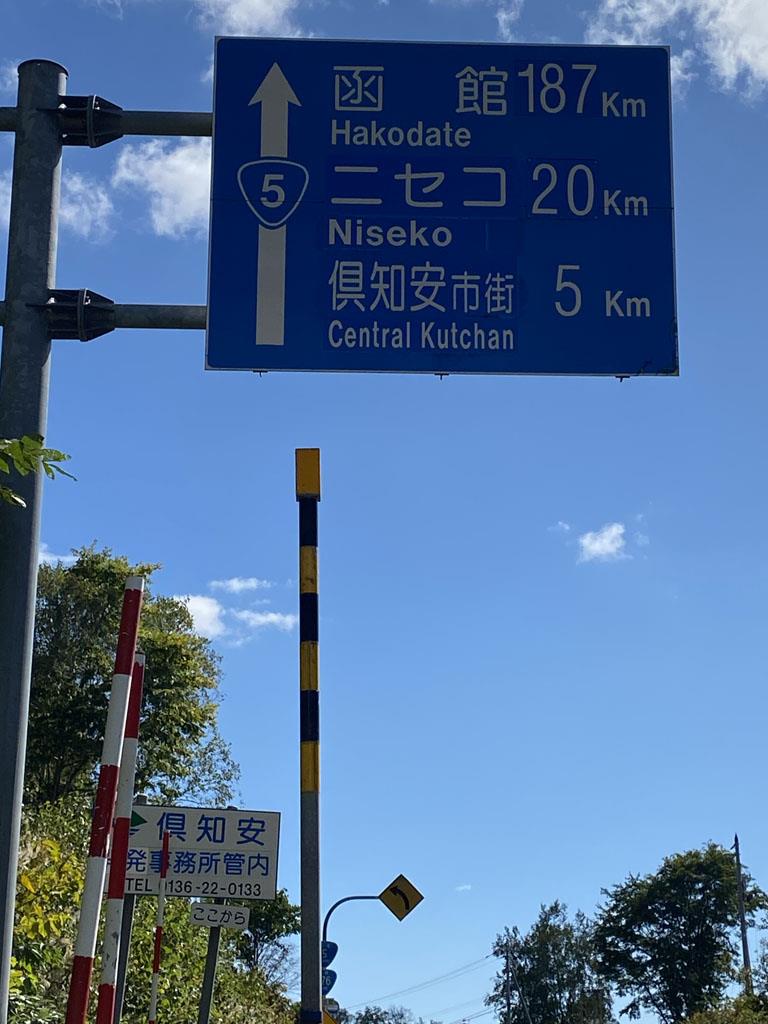 函 館 187 Km
Hakodate
5
ニセコ 20 Km
Niseko
倶知安市街 5 Km
Central Kutchan
倶知安
発事務所管内
TEL 0136-22-0133
ここから